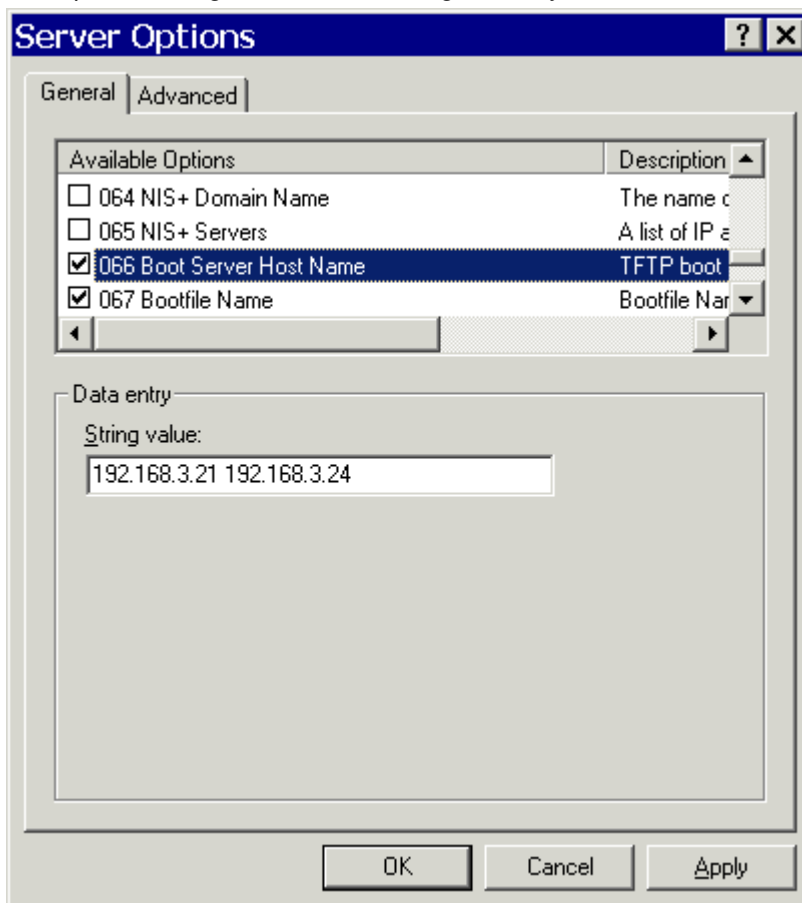 Server Options
General Advanced
Available Options Description
064 NIS+ Domain Name The name
065 NIS+ Servers A list of IP
066 Boot Server Host Name TFTP boot
067 Bootfile Name Bootfile
Data entry
String value:
192.168.3.21 192.168.3.24
OK Cancel Apply